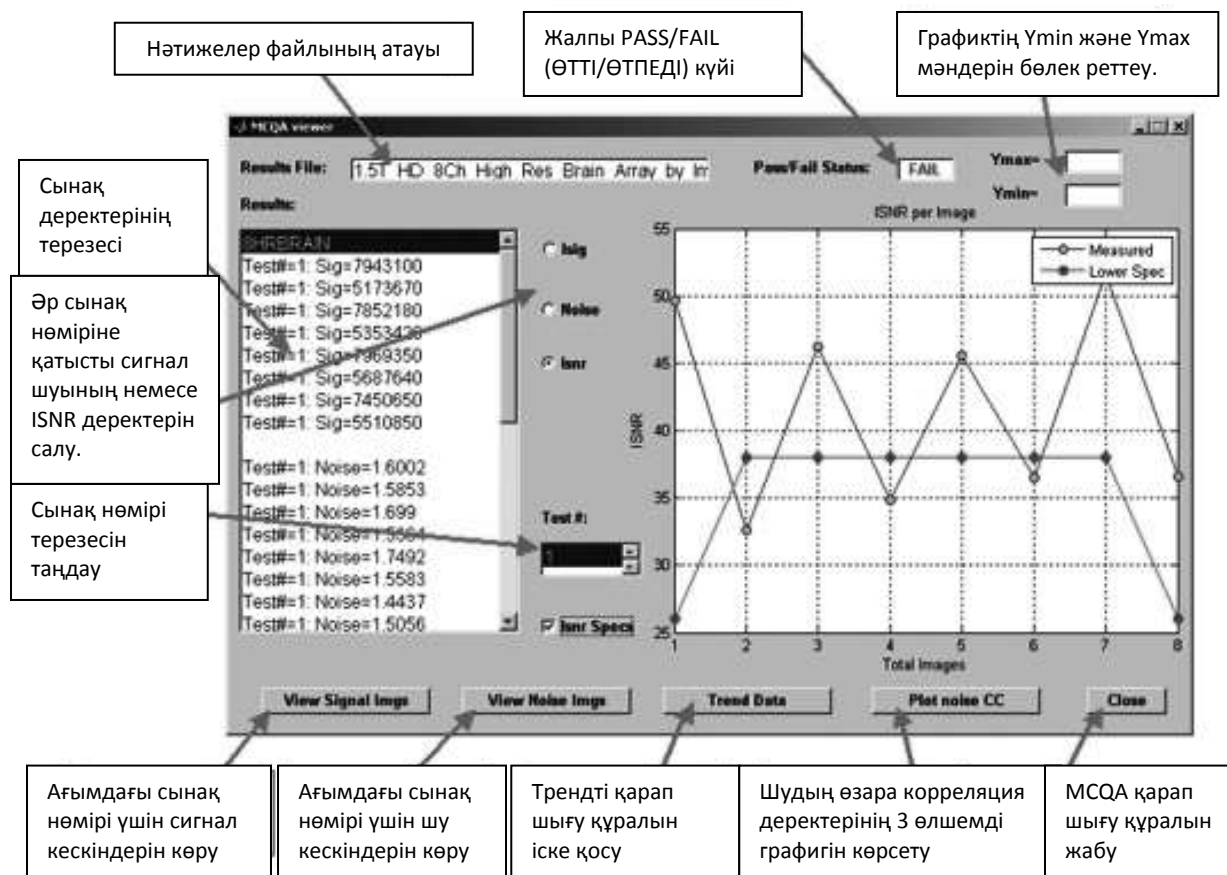 Нәтижелер файлының атауы
Жалпы PASS/FAIL
(ӨТТІ/ӨТПЕДІ) күйі
Графиктің Ymin және Ymax
мәндерін бөлек реттеу.
MCQA viewer
Results File:
1.5T HD 8Ch High Res Brain Array by Im
Pass/Fail Status:
FAIL
Ymax=
Ymin=
Сынақ
деректерінің
терезесі
Әр сынақ
нөміріне
қатысты сигнал
шуының немесе
ISNR деректерін
салу.
Сынақ нөмірі
терезесін
таңдау
Results:
8HRBRAIN
Test#=1: Sig=7943100
Test#=1: Sig=5173670
Test#=1: Sig=7852180
Test#=1: Sig=5353420
Test#=1: Sig=7969350
Test#=1: Sig=5687640
Test#=1: Sig=7450650
Test#=1: Sig=5510850
Test#=1: Noise=1.6002
Test#=1: Noise=1.5853
Test#=1: Noise=1.699
Test#=1: Noise=1.5564
Test#=1: Noise=1.7492
Test#=1: Noise=1.5583
Test#=1: Noise=1.4437
Test#=1: Noise=1.5056
Isig
Noise
Isnr
Test #:
1
Isnr Specs
ISNR per Image
Measured
Lower Spec
ISNR
55
50
45
40
35
30
25
1 2 3 4 5 6 7 8
Total Images
View Signal Imgs
View Noise Imgs
Trend Data
Plot noise CC
Close
Ағымдағы сынақ
нөмірі үшін сигнал
кескіндерін көру
Ағымдағы сынақ
нөмірі үшін шу
кескіндерін көру
Трендті қарап
шығу құралын
іске қосу
Шудың өзара корреляция
деректерінің 3 өлшемді
графигін көрсету
MCQA қарап
шығу құралын
жабу